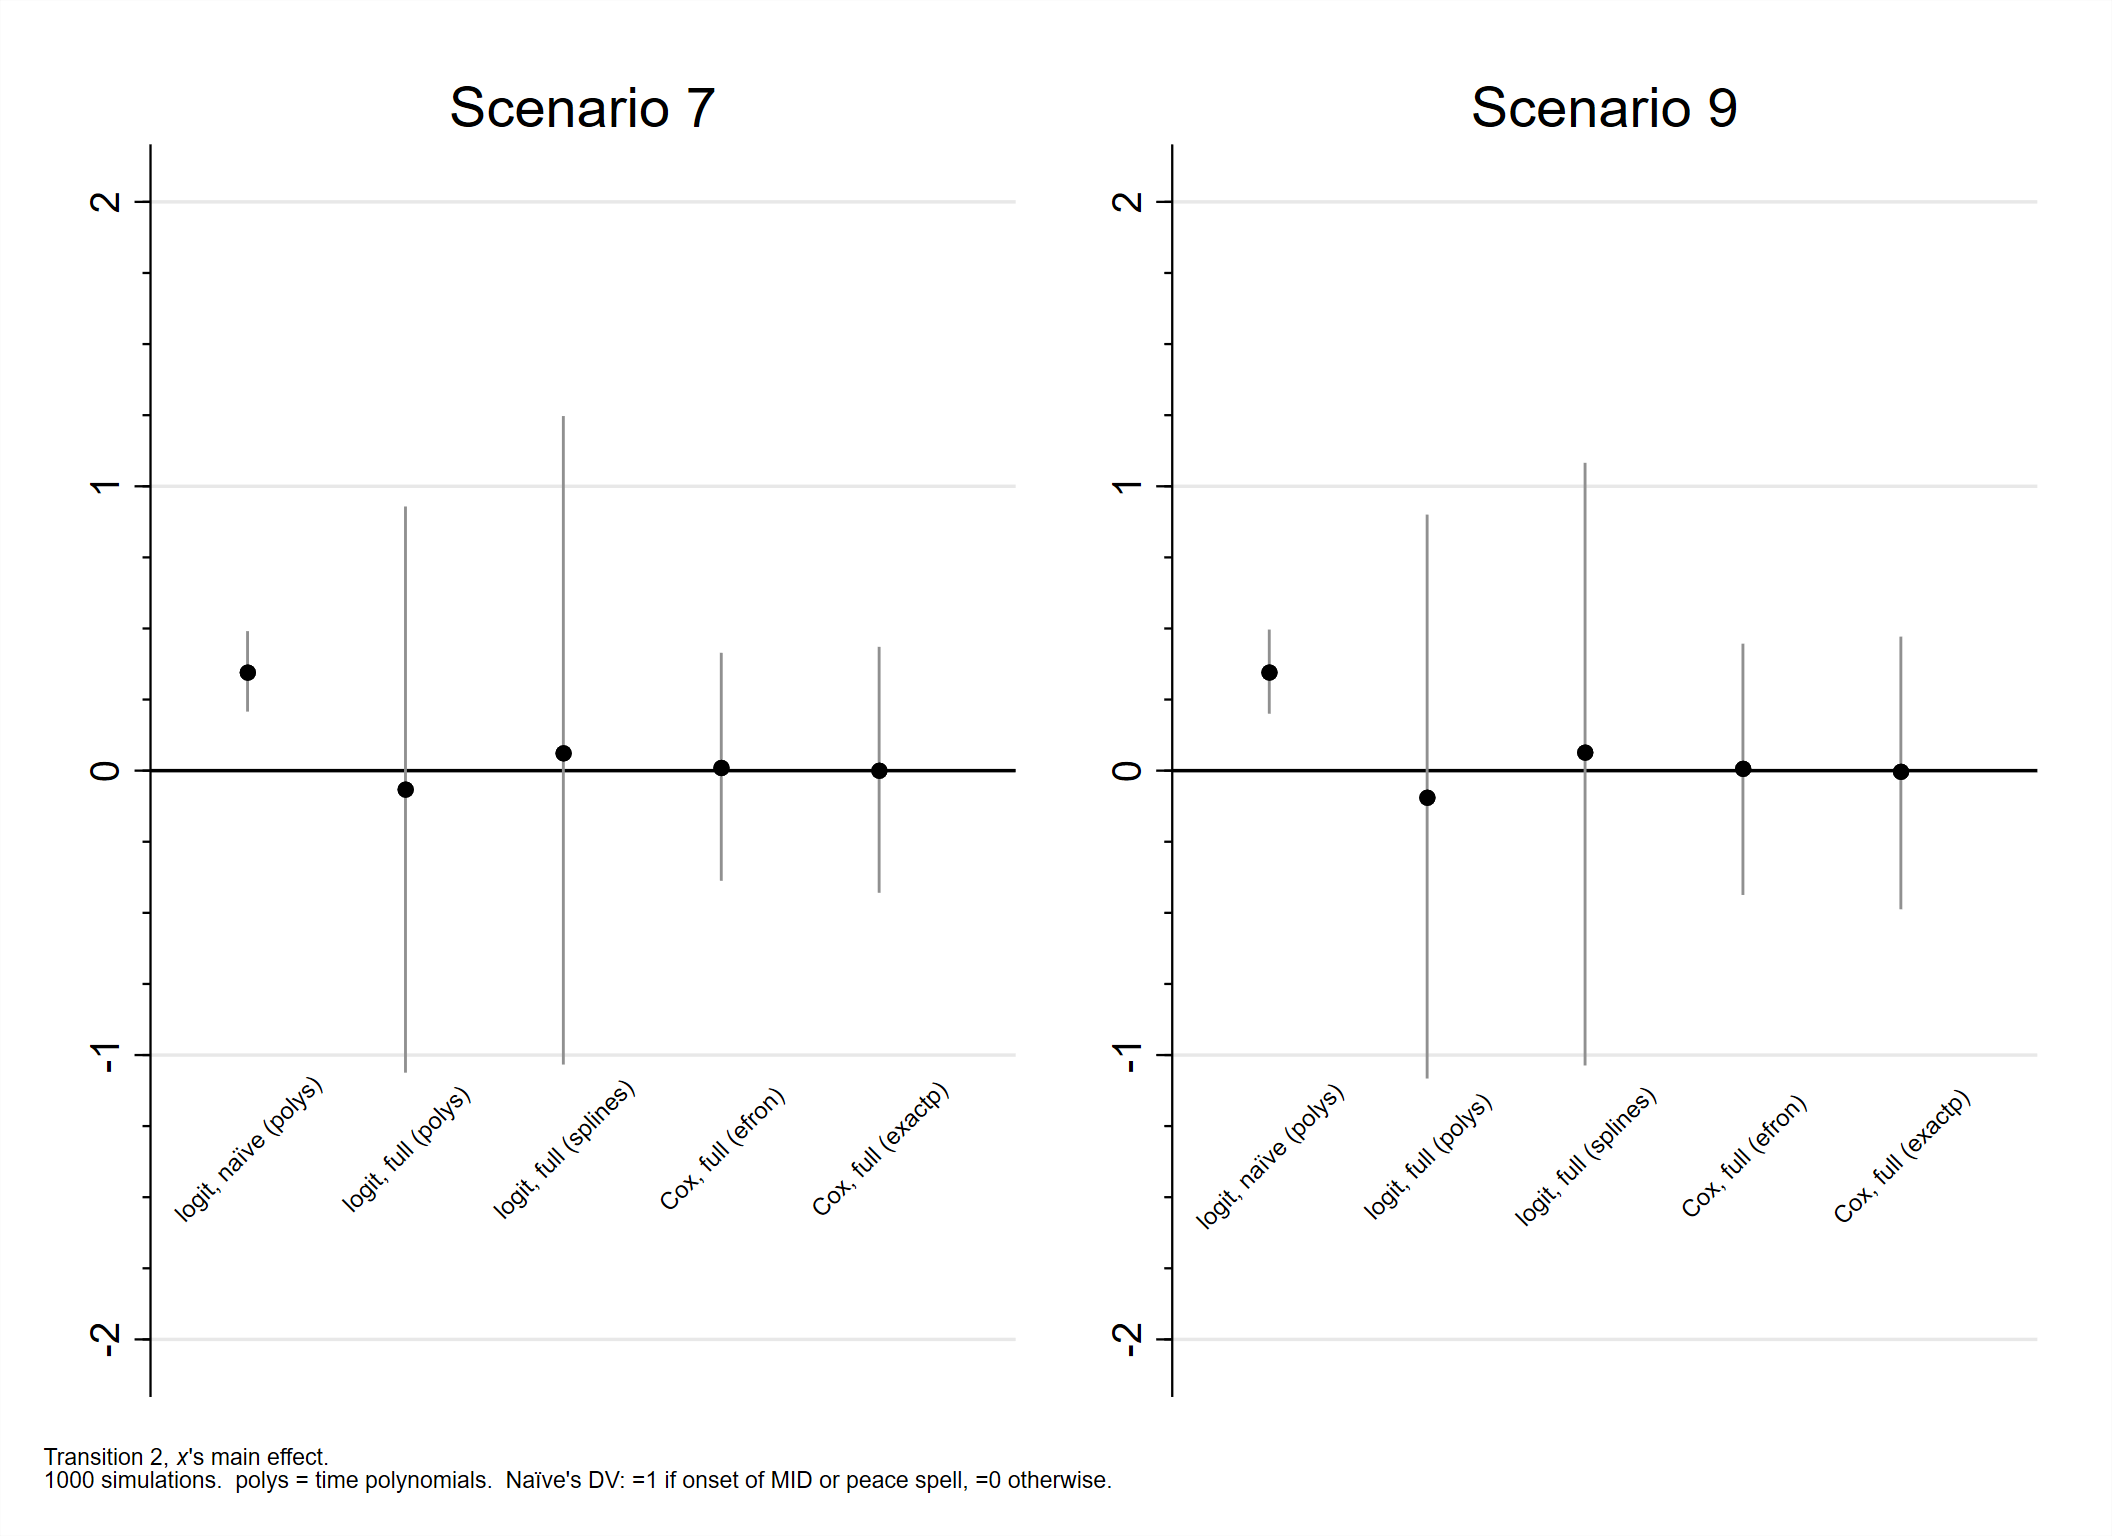 Scenario 7
2
1
0
-1
-2
logit, naïve (polys)
logit, full (polys)
logit, full (splines)
Cox, full (efron)
Cox, full (exactp)
Scenario 9
2
1
0
-1
-2
logit, naïve (polys)
logit, full (polys)
logit, full (splines)
Cox, full (efron)
Cox, full (exactp)
Transition 2, x's main effect.
1000 simulations.  polys = time polynomials.  Naïve's DV: =1 if onset of MID or peace spell, =0 otherwise.